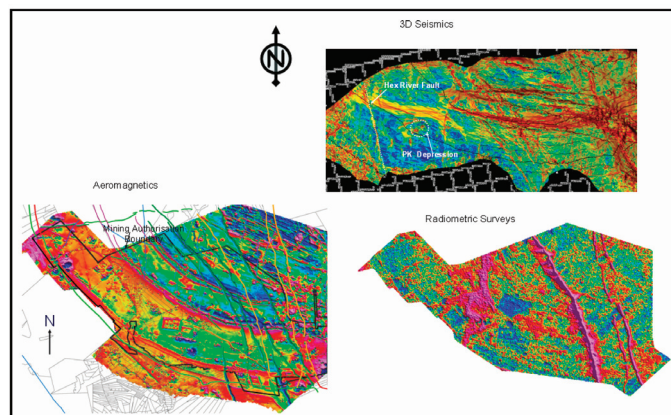 3D Seismics
N
Hex River Fault
PK Depression
Aeromagnetics
Mining Authorisation
Boundary
Radiometric Surveys
N